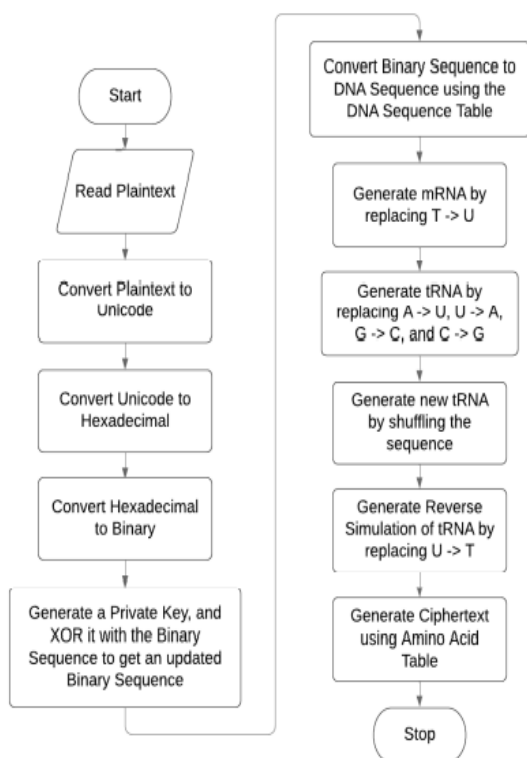 Start
Read Plaintext
Convert Plaintext to
Unicode
Convert Unicode to
Hexadecimal
Convert Hexadecimal
to Binary
Generate a Private Key, and
XOR it with the Binary
Sequence to get an updated
Binary Sequence
Convert Binary Sequence to
DNA Sequence using the
DNA Sequence Table
Generate mRNA by
replacing T -> U
Generate tRNA by
replacing A -> U, U -> A,
G -> C, and C -> G
Generate new tRNA
by shuffling the
sequence
Generate Reverse
Simulation of tRNA by
replacing U -> T
Generate Ciphertext
using Amino Acid
Table
Stop